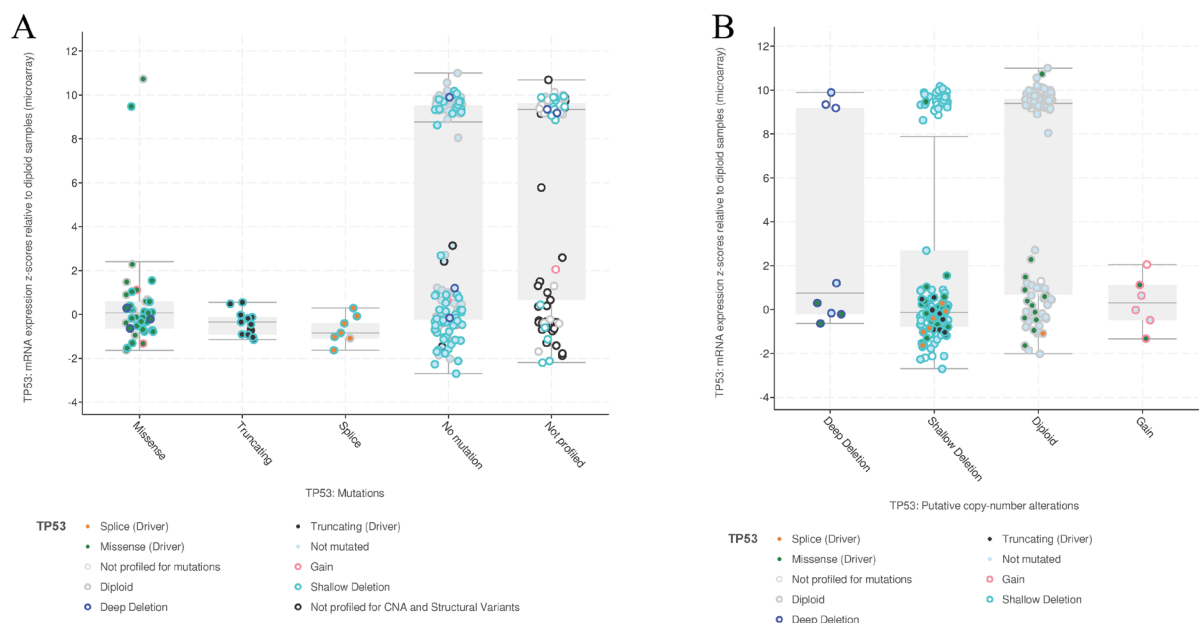 A
TP53: mRNA expression z-scores relative to diploid samples (microarray)
12
10
8
6
4
2
0
-2
-4
Missense
Truncating
Splice
No mutation
Not profiled
TP53: Mutations
TP53
Splice (Driver)
Missense (Driver)
Not profiled for mutations
Diploid
Deep Deletion
Truncating (Driver)
Not mutated
Gain
Shallow Deletion
Not profiled for CNA and Structural Variants
B
TP53: mRNA expression z-scores relative to diploid samples (microarray)
12
10
8
6
4
2
0
-2
-4
Deep Deletion
Shallow Deletion
Diploid
Gain
TP53: Putative copy-number alterations
TP53
Splice (Driver)
Missense (Driver)
Not profiled for mutations
Diploid
Deep Deletion
Truncating (Driver)
Not mutated
Gain
Shallow Deletion